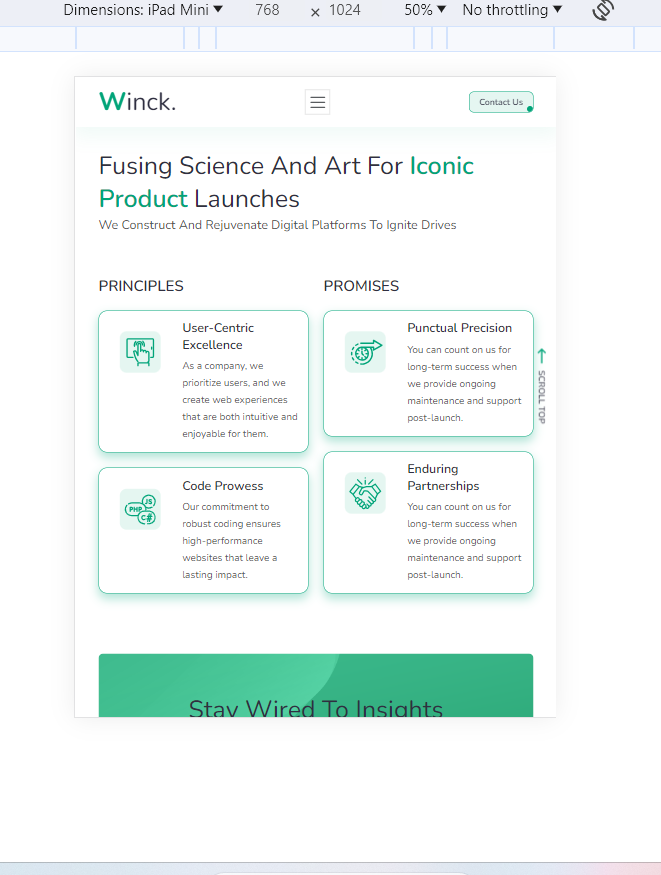 Dimensions: iPad Mini ▼ 768 × 1024 50% ▼ No throttling ▼
Winck.
Contact Us
Fusing Science And Art For Iconic
Product Launches
We Construct And Rejuvenate Digital Platforms To Ignite Drives
PRINCIPLES
User-Centric
Excellence
As a company, we
prioritize users, and we
create web experiences
that are both intuitive and
enjoyable for them.
PHP JS C#
Code Prowess
Our commitment to
robust coding ensures
high-performance
websites that leave a
lasting impact.
PROMISES
Punctual Precision
You can count on us for
long-term success when
we provide ongoing
maintenance and support
post-launch.
Enduring
Partnerships
You can count on us for
long-term success when
we provide ongoing
maintenance and support
post-launch.
SCROLL TOP
Stay Wired To Insights